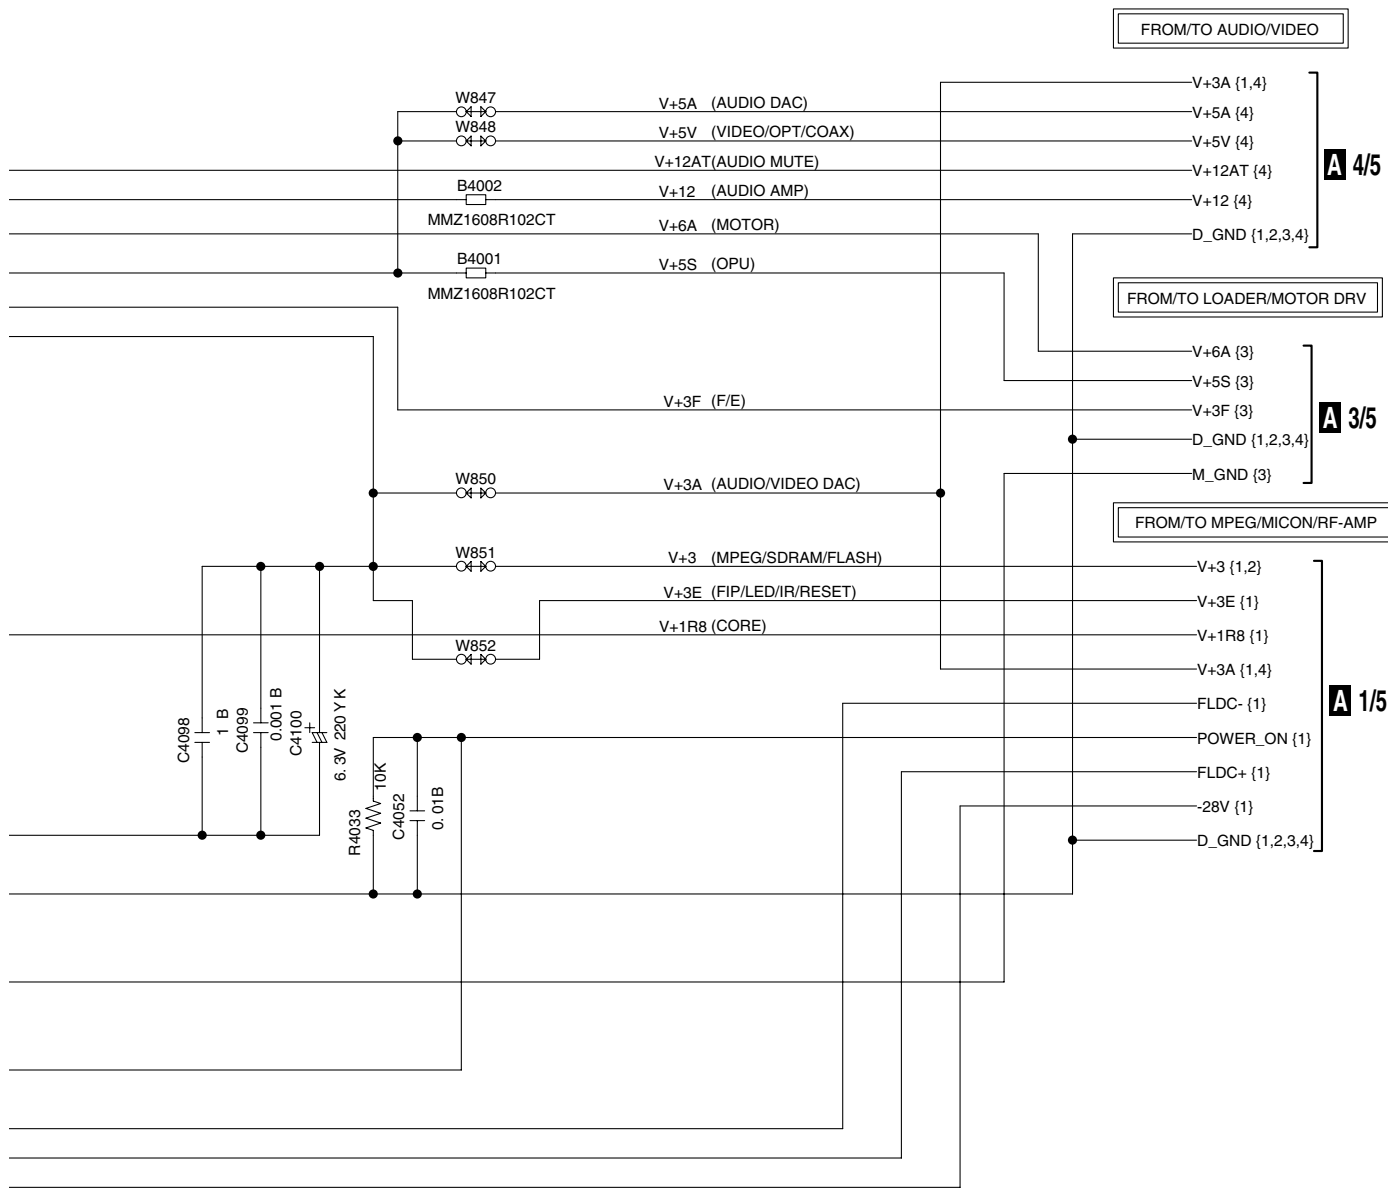 FROM/TO AUDIO/VIDEO
V+3A {1,4}
W847
V+5A (AUDIO DAC)
V+5A {4}
W848
V+5V (VIDEO/OPT/COAX)
V+5V {4}
V+12AT(AUDIO MUTE)
V+12AT {4}
A 4/5
B4002
V+12 (AUDIO AMP)
V+12 {4}
MMZ1608R102CT
V+6A (MOTOR)
D_GND {1,2,3,4}
B4001
V+5S (OPU)
MMZ1608R102CT
FROM/TO LOADER/MOTOR DRV
V+6A {3}
V+5S {3}
V+3F (F/E)
V+3F {3}
A 3/5
D_GND {1,2,3,4}
M_GND {3}
W850
V+3A (AUDIO/VIDEO DAC)
FROM/TO MPEG/MICON/RF-AMP
W851
V+3 (MPEG/SDRAM/FLASH)
V+3 {1,2}
V+3E (FIP/LED/IR/RESET)
V+3E {1}
V+1R8 (CORE)
V+1R8 {1}
W852
V+3A {1,4}
A 1/5
FLDC- {1}
C4098
1 B
C4099
0.001 B
C4100
+
6. 3V 220 Y K
R4033
10K
C4052
0. 01B
POWER_ON {1}
FLDC+ {1}
-28V {1}
D_GND {1,2,3,4}